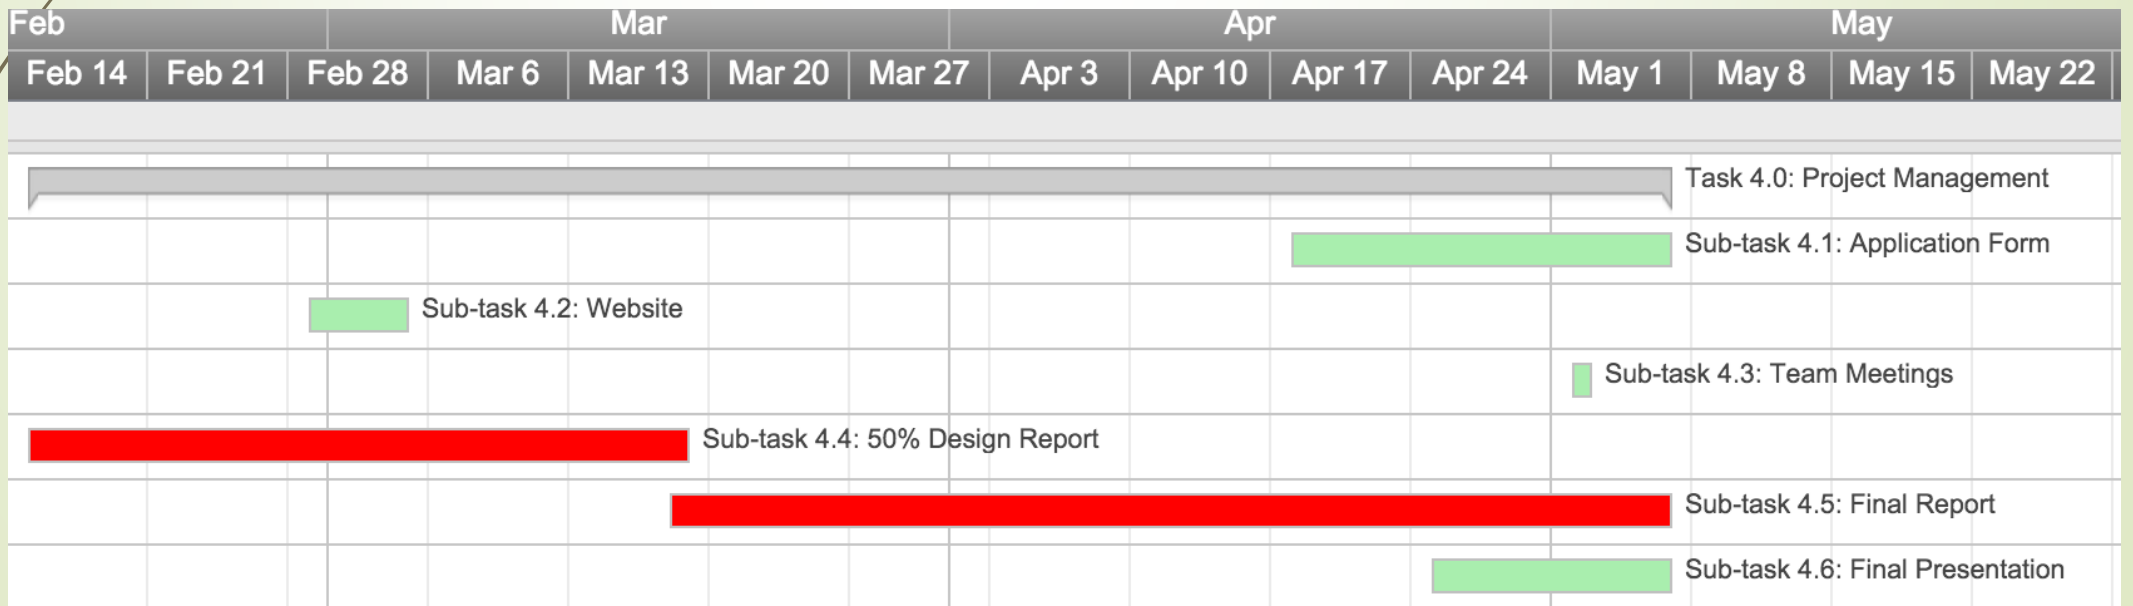 Feb Mar Apr May
Feb 14 Feb 21 Feb 28 Mar 6 Mar 13 Mar 20 Mar 27 Apr 3 Apr 10 Apr 17 Apr 24 May 1 May 8 May 15 May 22
Task 4.0: Project Management
Sub-task 4.1: Application Form
Sub-task 4.2: Website
Sub-task 4.3: Team Meetings
Sub-task 4.4: 50% Design Report
Sub-task 4.5: Final Report
Sub-task 4.6: Final Presentation